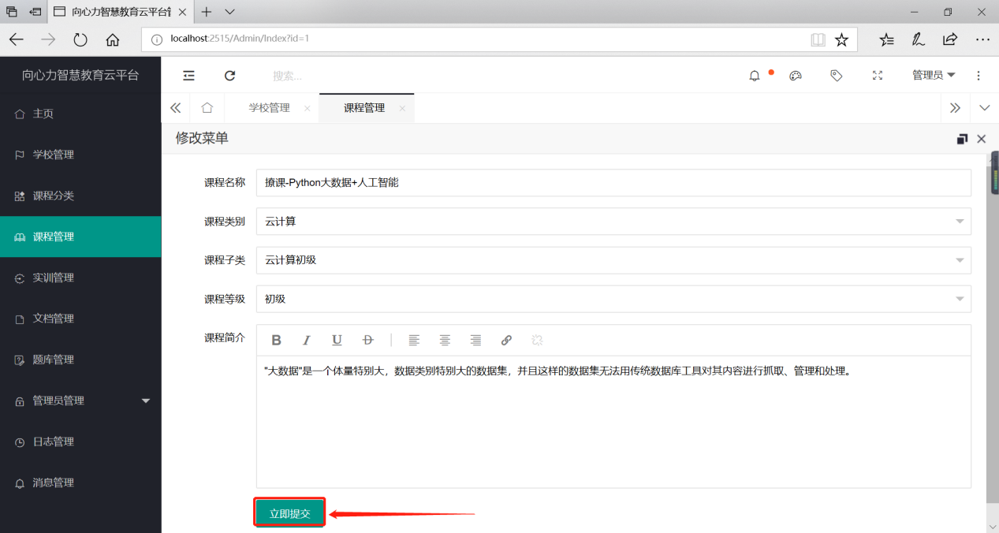 向心力智慧教育云平台管
localhost:2515/Admin/Index?id=1
向心力智慧教育云平台
搜索...
管理员
主页
学校管理
课程分类
课程管理
实训管理
文档管理
题库管理
管理员管理
日志管理
消息管理
学校管理
课程管理
修改菜单
课程名称
撩课-Python大数据+人工智能
课程类别
云计算
课程子类
云计算初级
课程等级
初级
课程简介
B I U D
"大数据"是一个体量特别大，数据类别特别大的数据集，并且这样的数据集无法用传统数据库工具对其内容进行抓取、管理和处理。
立即提交